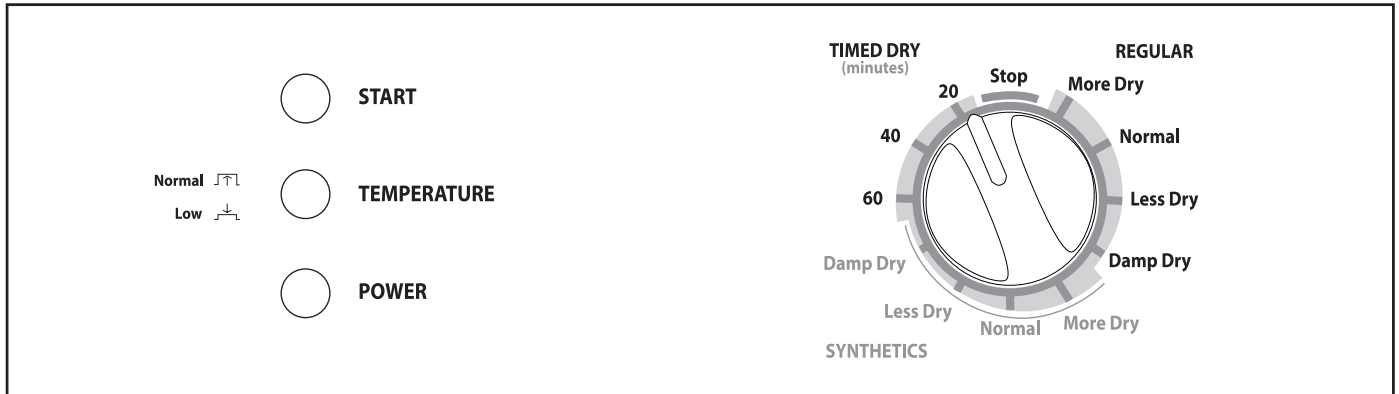 START
Normal
TEMPERATURE
Low
POWER
TIMED DRY
(minutes)
REGULAR
Stop
More Dry
20
40
Normal
60
Less Dry
Damp Dry
Damp Dry
Less Dry
Normal
More Dry
SYNTHETICS